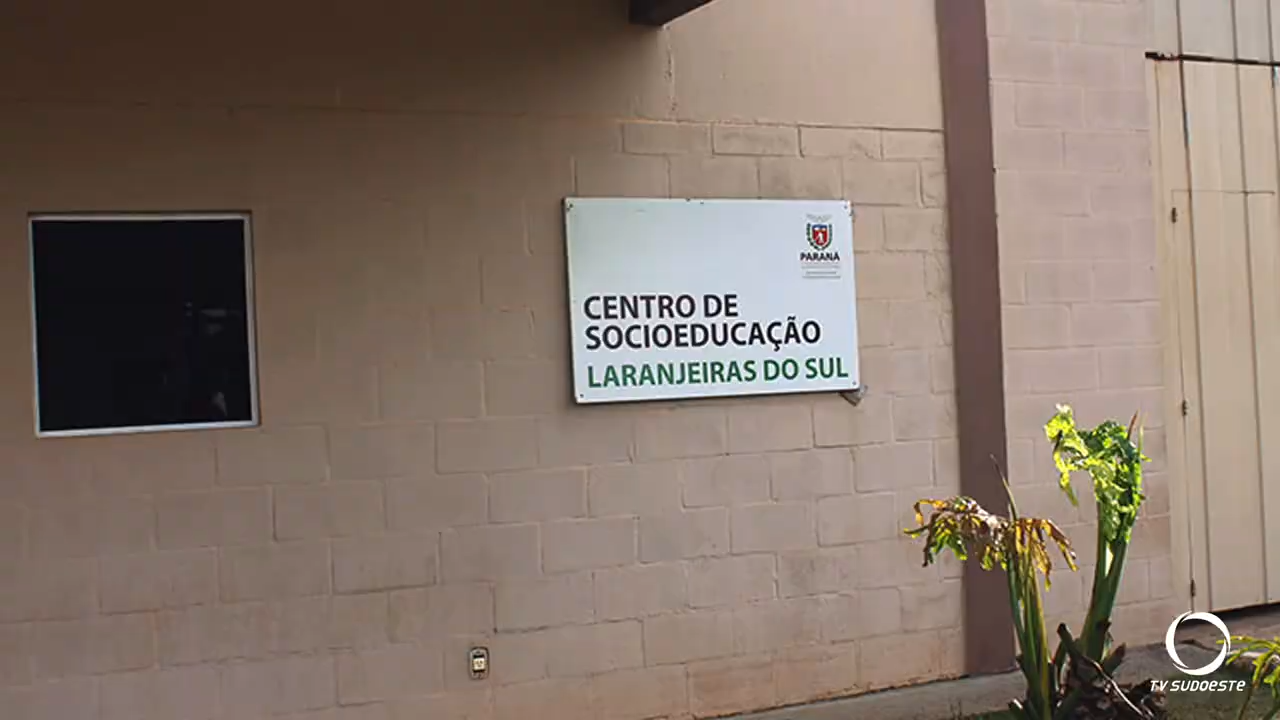 PARANÁ
CENTRO DE
SOCIOEDUCAÇÃO
LARANJEIRAS DO SUL
TV SUDOESTE